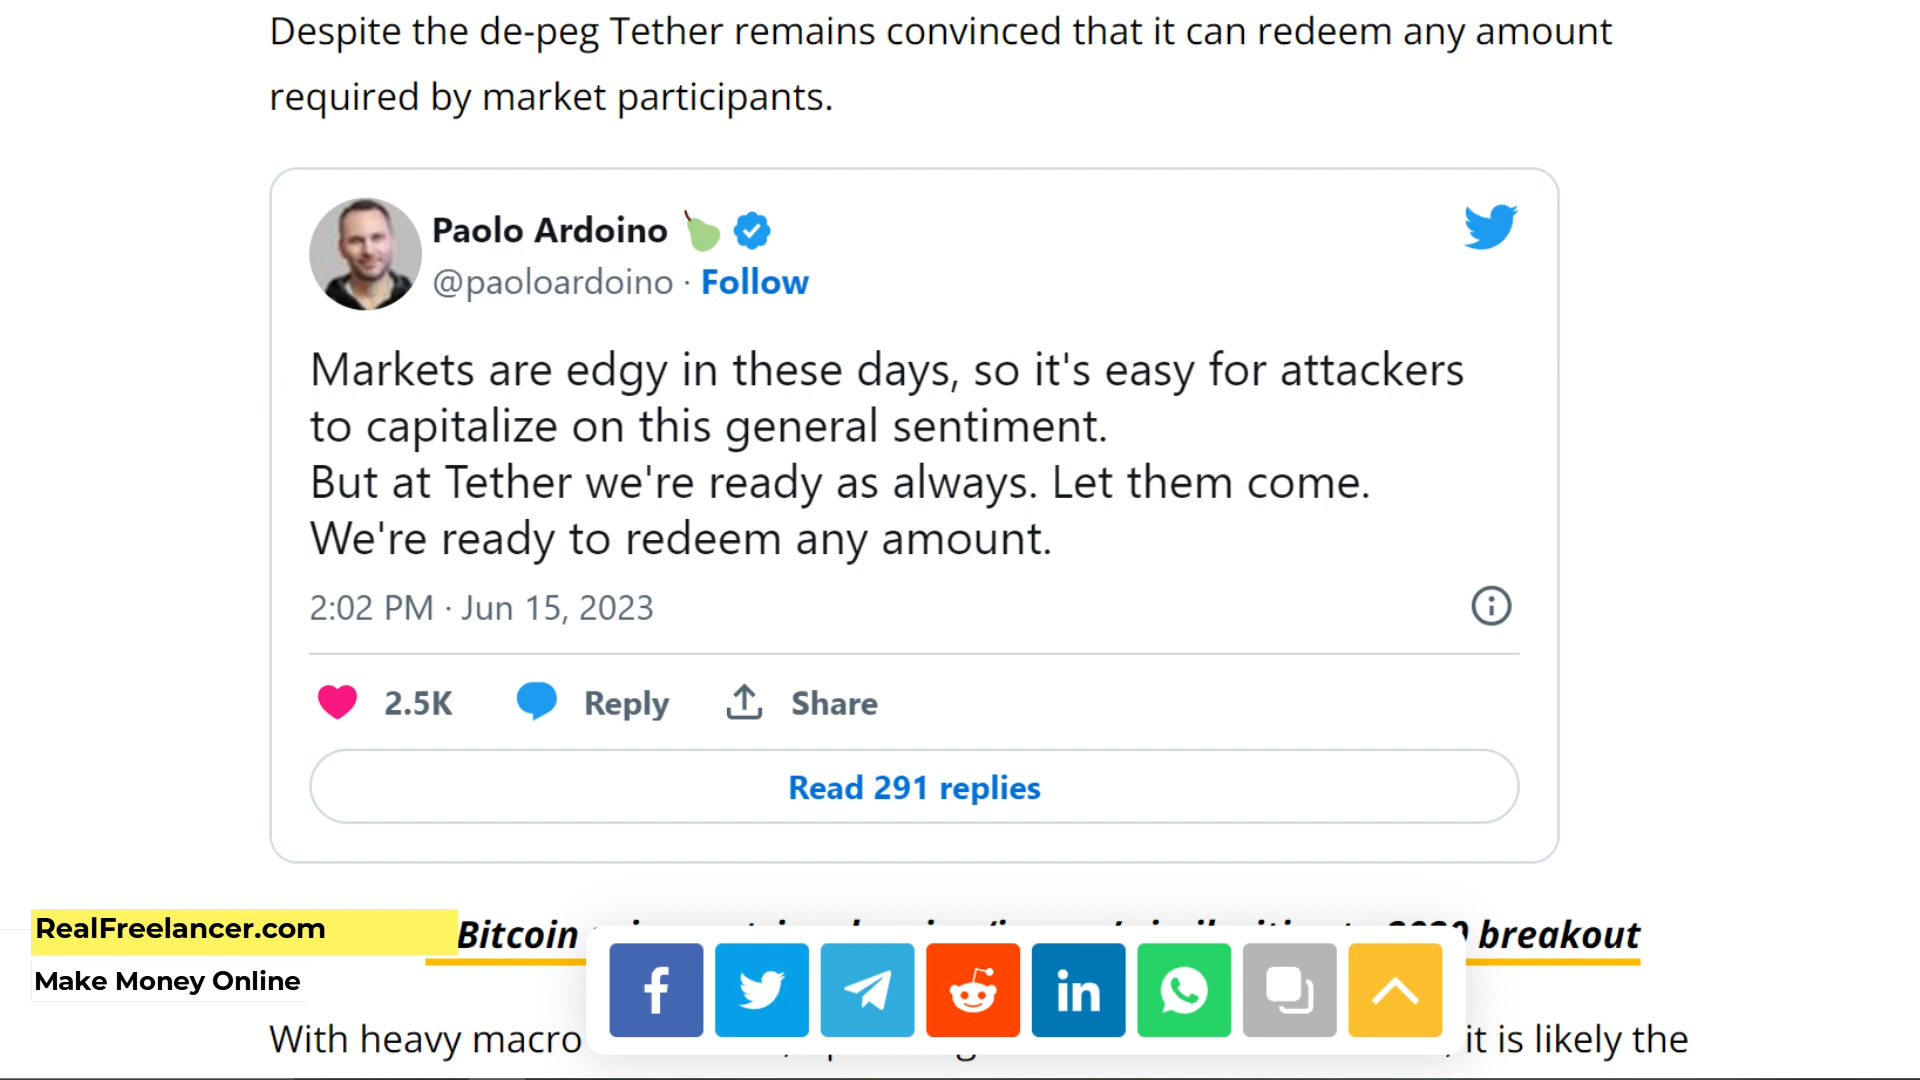 Despite the de-peg Tether remains convinced that it can redeem any amount
required by market participants.
Paolo Ardoino
@paoloardoino · Follow
Markets are edgy in these days, so it's easy for attackers
to capitalize on this general sentiment.
But at Tether we're ready as always. Let them come.
We're ready to redeem any amount.
2:02 PM · Jun 15, 2023
2.5K Reply Share
Read 291 replies
RealFreelancer.com
Make Money Online
Bitcoin breakout
With heavy macro it is likely the